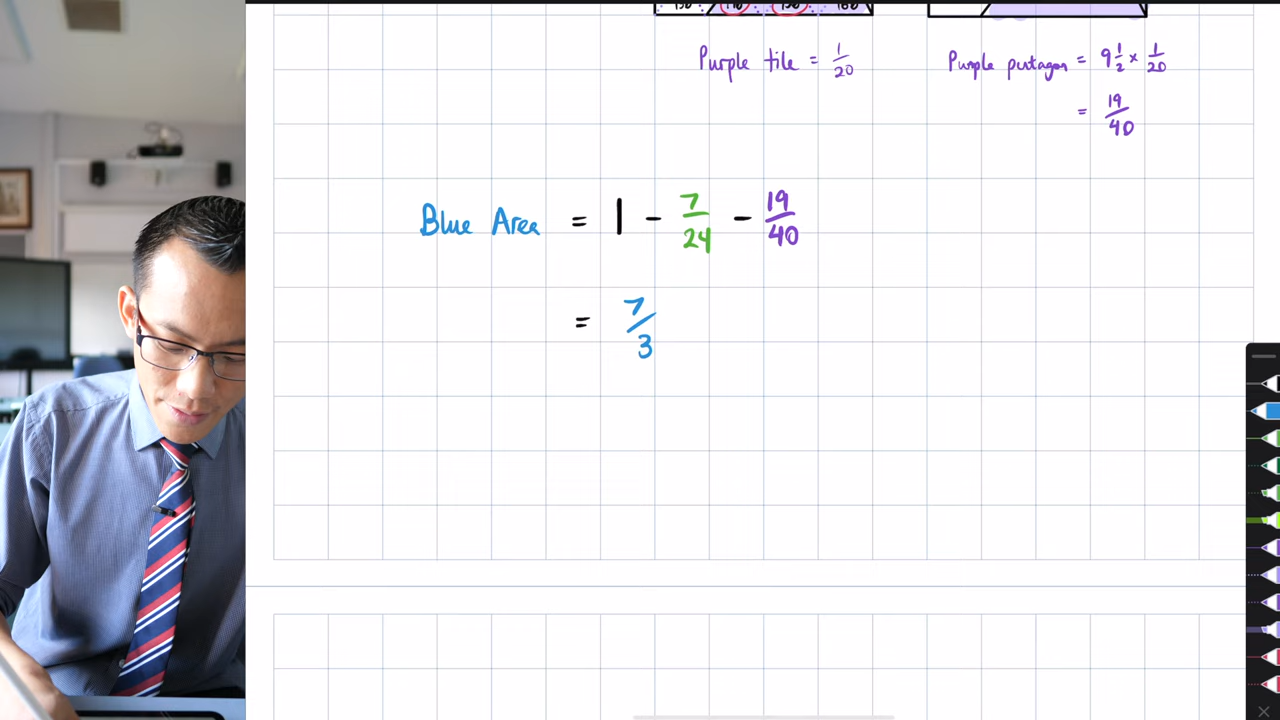 Purple tile = 1/20
Purple pentagon = 9 1/2 × 1/20
= 19/40
Blue Area = 1 - 7/24 - 19/40
= 7/3